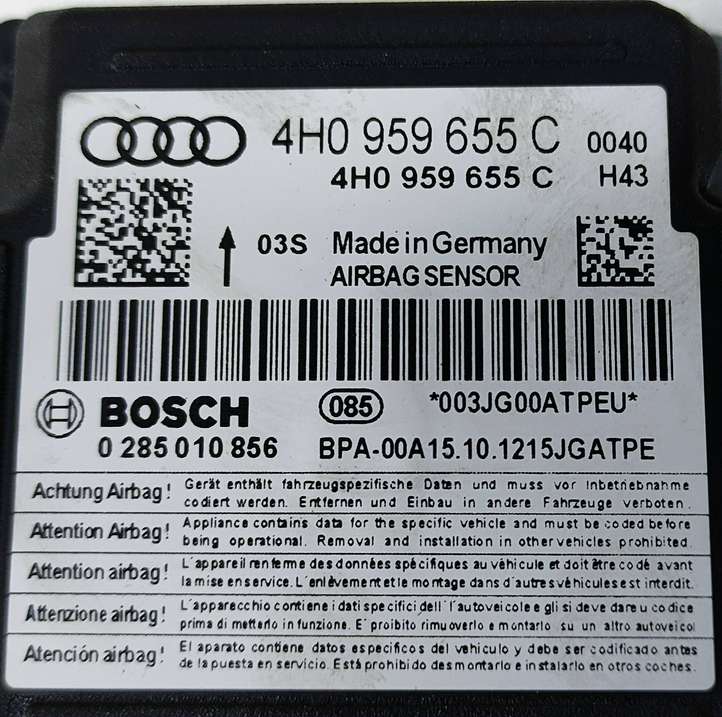 4H0 959 655 C 0040
4H0 959 655 C H43
03S Made in Germany
AIRBAG SENSOR
BOSCH 085 *003JG00ATPEU*
0 285 010 856 BPA-00A15.10.1215JGATPE
Achtung Airbag! Gerät enthält fahrzeugspezifische Daten und muss vor Inbetriebnahme
codiert werden. Entfernen und Einbau in andere Fahrzeuge verboten.
Attention Airbag! Appliance contains data for the specific vehicle and must be coded before
being operational. Removal and installation in other vehicles prohibited.
Attention airbag! L'appareil renferme des données spécifiques au véhicule et doit être codé avant
la mise en service. L'enlèvement et le montage dans d'autres véhicules est interdit.
Attenzione airbag! L'apparecchio contiene i dati specifici dell'l'autoveicolo e gli si deve dare u codice
prima di metterlo in funzione. E' proibito rimuoverlo e montarlo su un altro autoveicol
Atención airbag! El aparato contiene datos especificos del vehiculo y debe ser codificado antes
de la puesta en servicio. Está prohibido desmontarlo e instalarlo en otros coches.